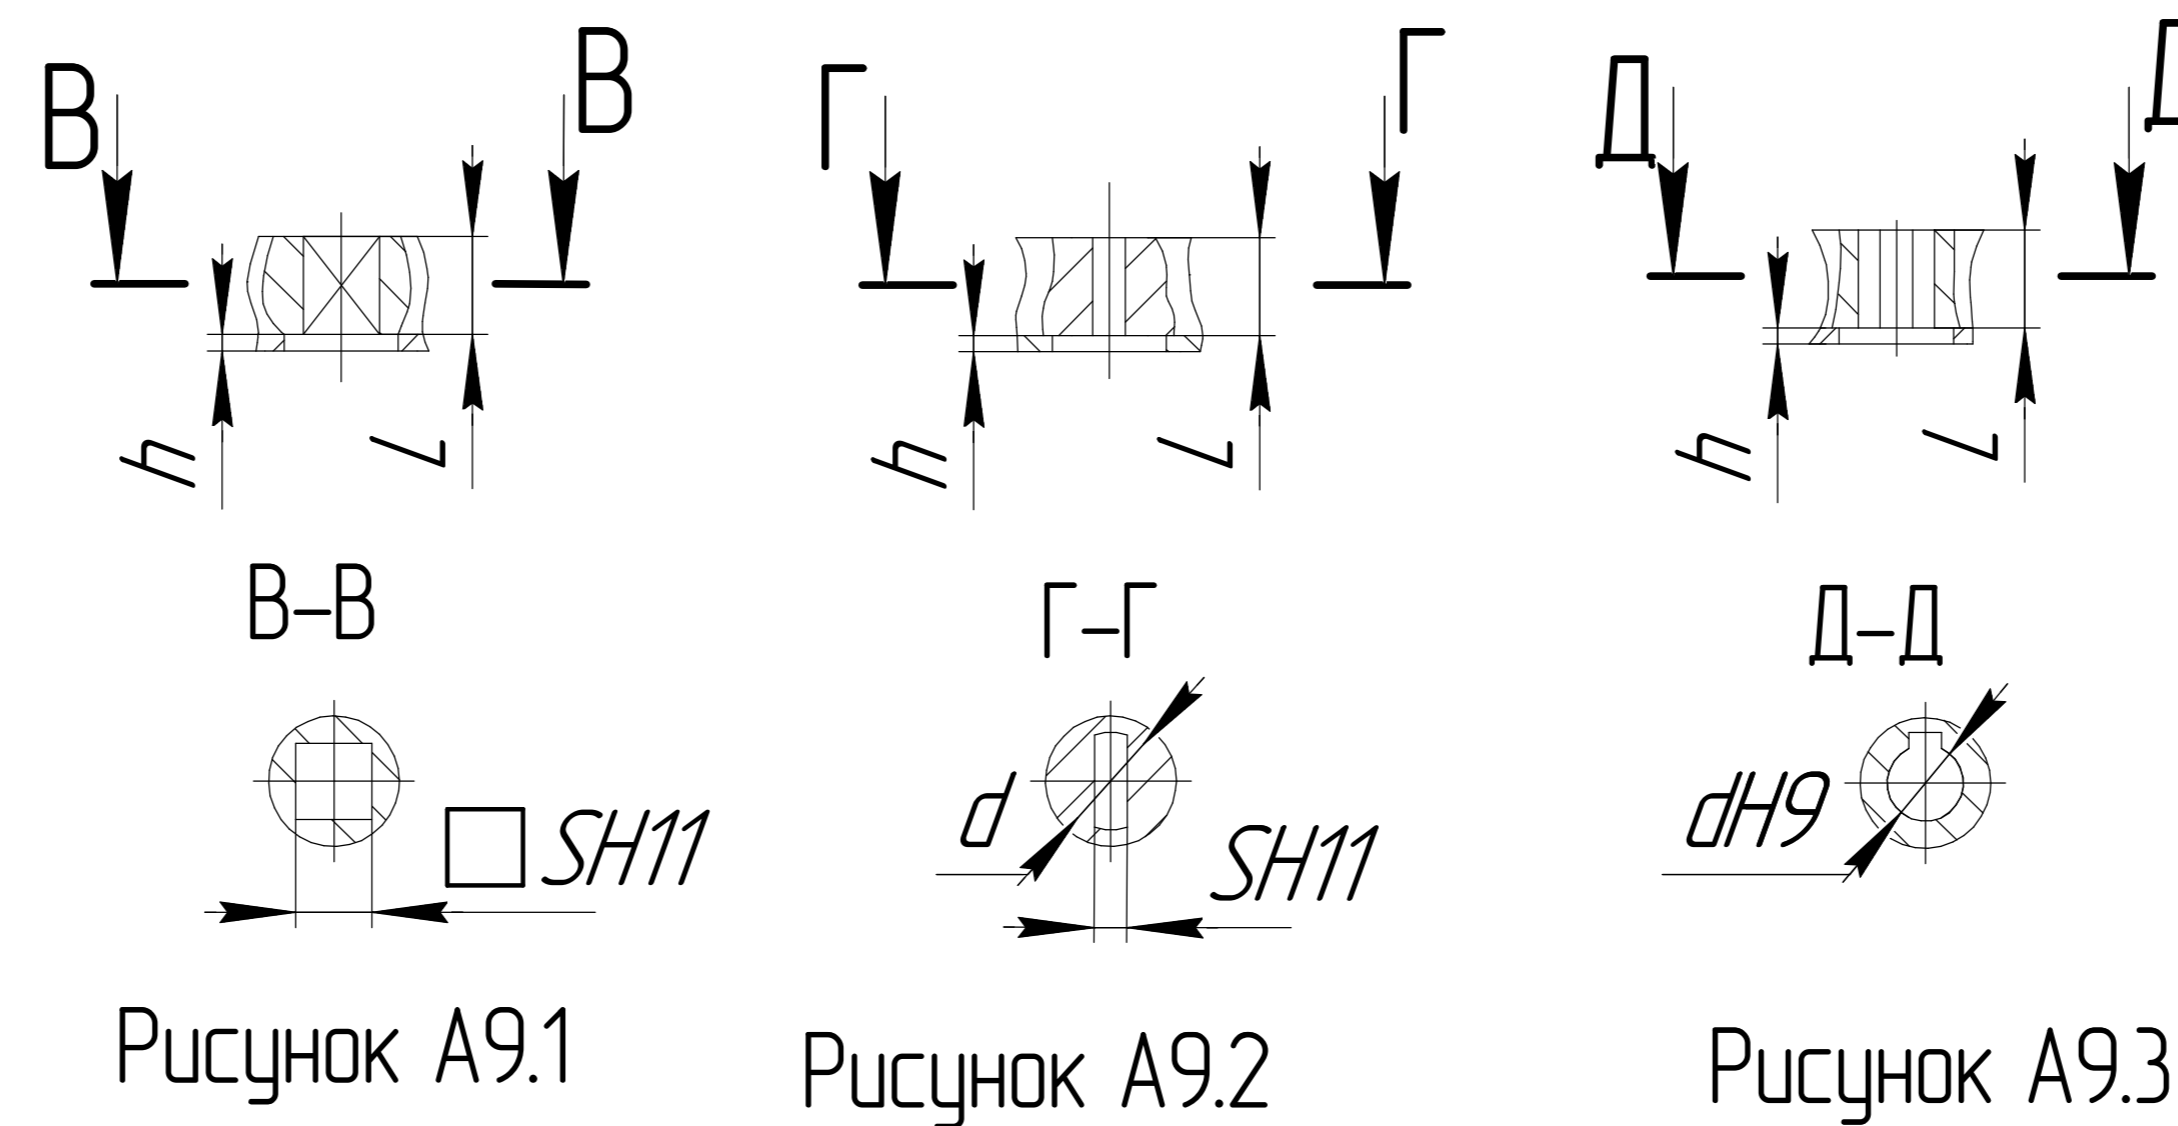 В В Г Г Д Д
h L h L h L
В-В Г-Г Д-Д
□SH11 d SH11 dH9
Рисунок А9.1 Рисунок А9.2 Рисунок А9.3